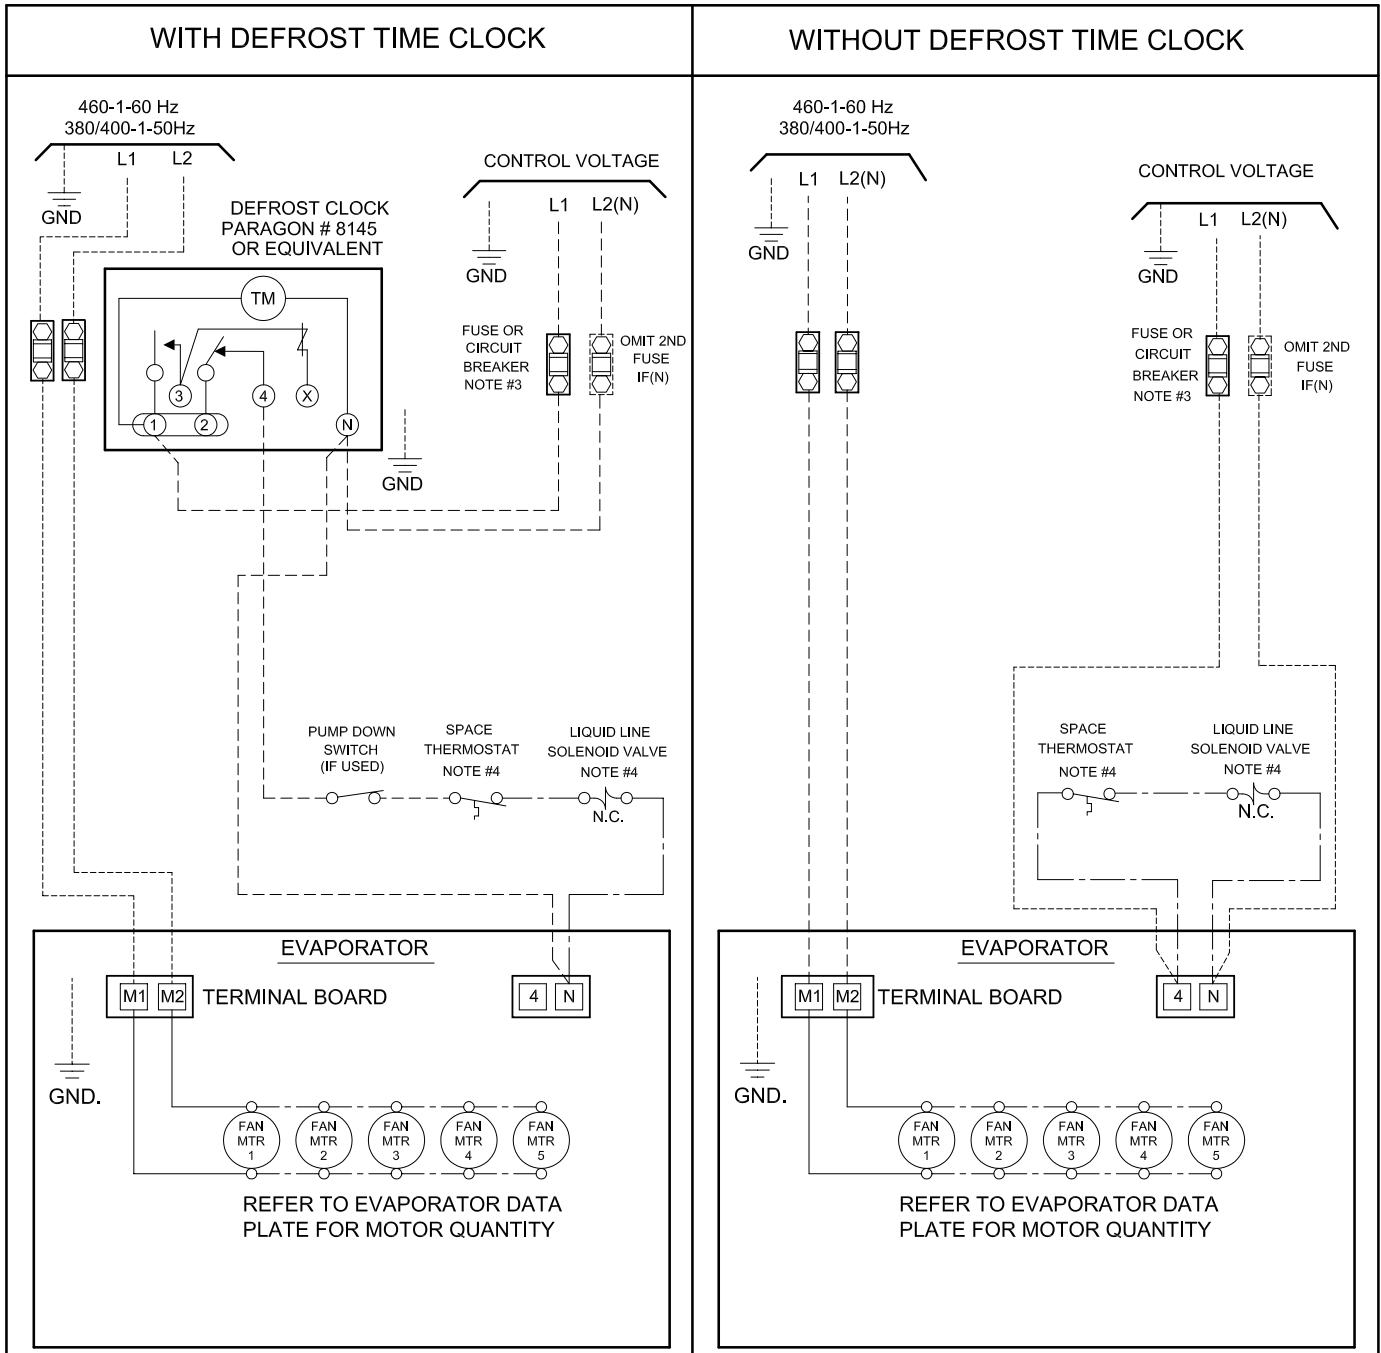 WITH DEFROST TIME CLOCK
460-1-60 Hz
380/400-1-50Hz
L1 L2
GND
DEFROST CLOCK
PARAGON # 8145
OR EQUIVALENT
CONTROL VOLTAGE
L1 L2(N)
GND
TM
3 4 X
1 2 N
FUSE OR
CIRCUIT
BREAKER
NOTE #3
OMIT 2ND
FUSE
IF(N)
GND
PUMP DOWN
SWITCH
(IF USED)
SPACE
THERMOSTAT
NOTE #4
LIQUID LINE
SOLENOID VALVE
NOTE #4
N.C.
EVAPORATOR
M1 M2 TERMINAL BOARD
4 N
GND.
FAN
MTR
1
FAN
MTR
2
FAN
MTR
3
FAN
MTR
4
FAN
MTR
5
REFER TO EVAPORATOR DATA
PLATE FOR MOTOR QUANTITY
WITHOUT DEFROST TIME CLOCK
460-1-60 Hz
380/400-1-50Hz
L1 L2(N)
GND
CONTROL VOLTAGE
L1 L2(N)
GND
FUSE OR
CIRCUIT
BREAKER
NOTE #3
OMIT 2ND
FUSE
IF(N)
SPACE
THERMOSTAT
NOTE #4
LIQUID LINE
SOLENOID VALVE
NOTE #4
N.C.
EVAPORATOR
M1 M2 TERMINAL BOARD
4 N
GND.
FAN
MTR
1
FAN
MTR
2
FAN
MTR
3
FAN
MTR
4
FAN
MTR
5
REFER TO EVAPORATOR DATA
PLATE FOR MOTOR QUANTITY